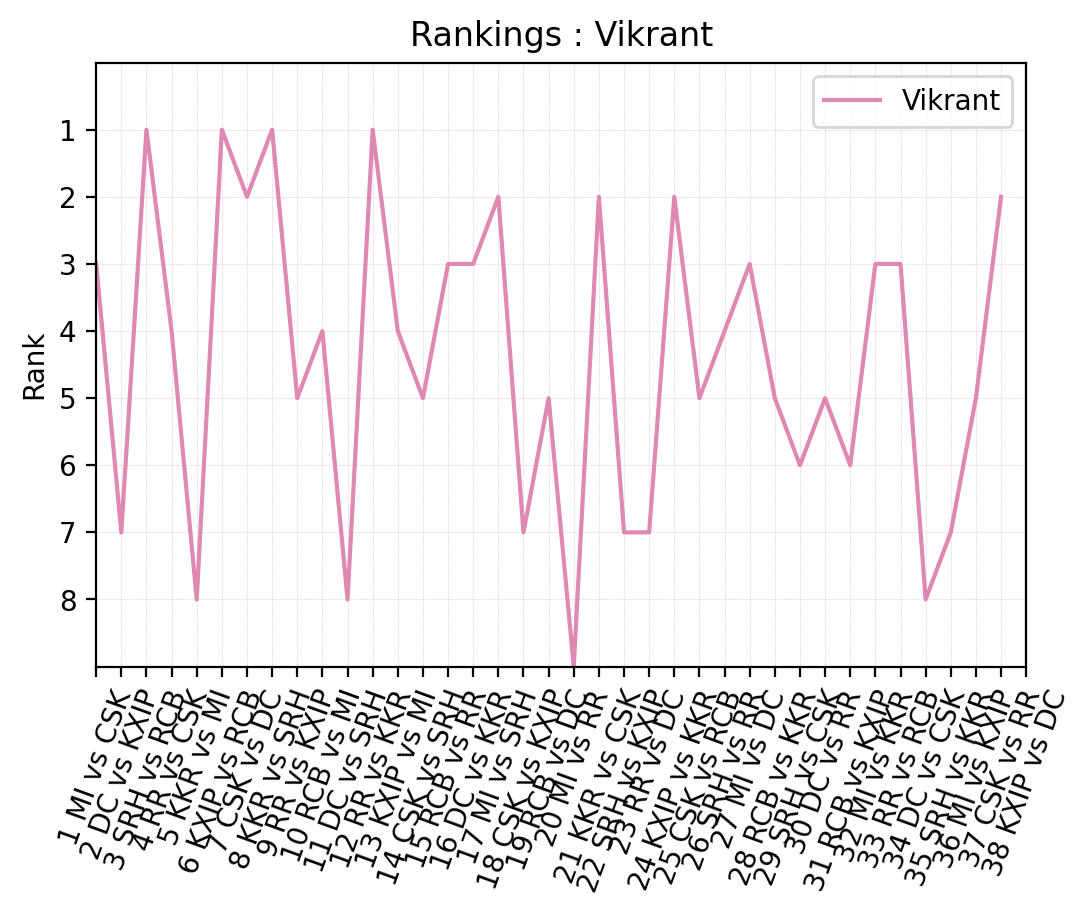 Rankings : Vikrant
Vikrant
Rank
1
2
3
4
5
6
7
8
1 MI vs CSK
2 DC vs KXIP
3 SRH vs RCB
4 RR vs CSK
5 KKR vs MI
6 KXIP vs RCB
7 CSK vs DC
8 KKR vs SRH
9 RR vs KXIP
10 RCB vs MI
11 DC vs SRH
12 RR vs KKR
13 KXIP vs MI
14 CSK vs SRH
15 RCB vs RR
16 DC vs KKR
17 MI vs SRH
18 CSK vs KXIP
19 RCB vs DC
20 MI vs RR
21 KKR vs CSK
22 SRH vs KXIP
23 RR vs DC
24 KXIP vs KKR
25 CSK vs RCB
26 SRH vs RR
27 MI vs DC
28 RCB vs KKR
29 SRH vs CSK
30 DC vs RR
31 RCB vs KXIP
32 MI vs KKR
33 RR vs RCB
34 DC vs CSK
35 SRH vs KKR
36 MI vs KXIP
37 CSK vs RR
38 KXIP vs DC